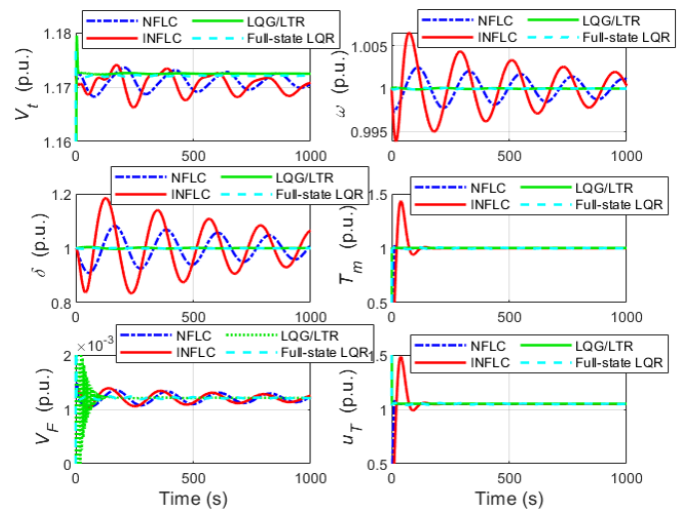 NFLC LQG/LTR
INFLC Full-state LQR
1.18
1.17
1.16
V_t (p.u.)
0 500 1000
NFLC LQG/LTR
INFLC Full-state LQR
1.005
1
0.995
ω (p.u.)
0 500 1000
NFLC LQG/LTR
INFLC Full-state LQR
1.2
1
0.8
δ (p.u.)
0 500 1000
NFLC LQG/LTR
INFLC Full-state LQR
1.5
1
0.5
T_m (p.u.)
0 500 1000
NFLC LQG/LTR
INFLC Full-state LQR
×10^-3
2
1
0
V_F (p.u.)
0 500 1000
Time (s)
NFLC LQG/LTR
INFLC Full-state LQR
1.5
1
0.5
u_T (p.u.)
0 500 1000
Time (s)